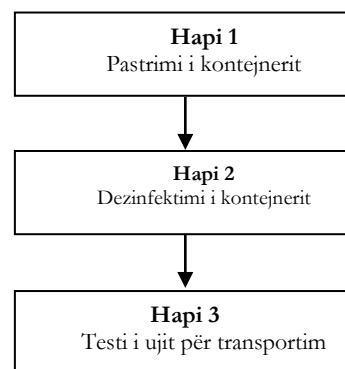 Hapi 1
Pastrimi i kontejnerit
Hapi 2
Dezinfektimi i kontejnerit
Hapi 3
Testi i ujit për transportim